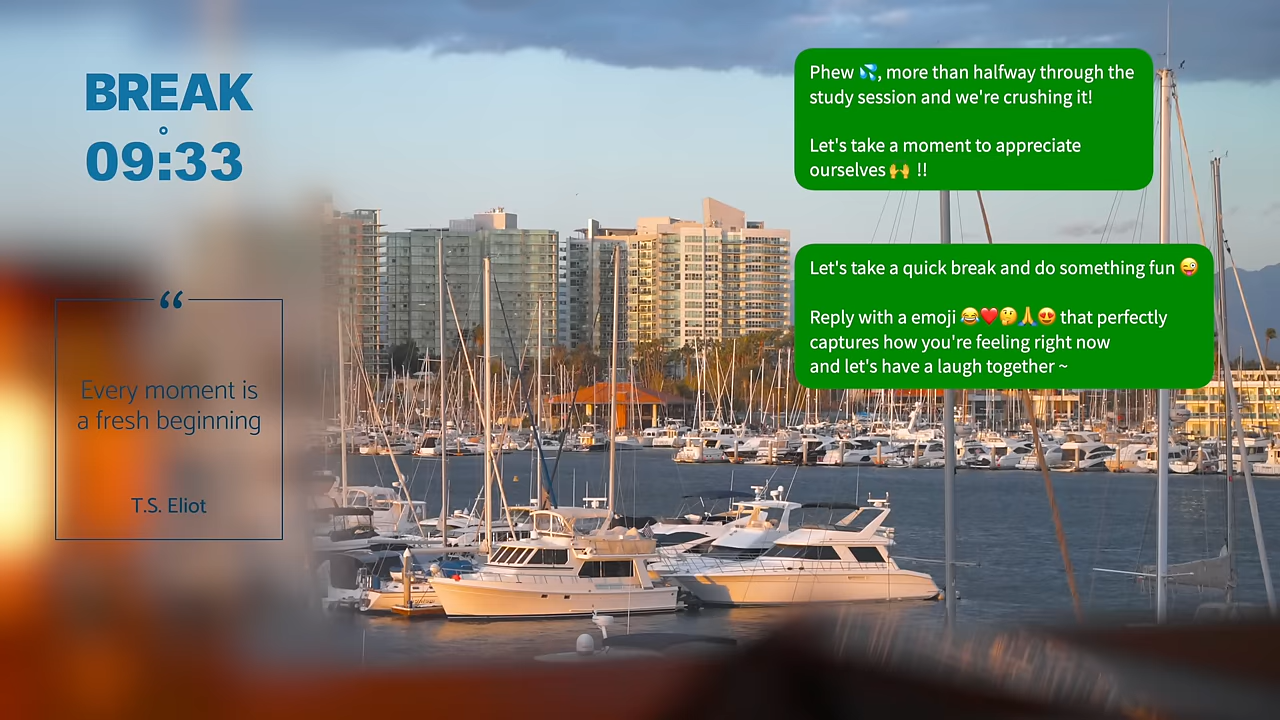 BREAK
09:33
“
Every moment is
a fresh beginning
T.S. Eliot
Phew 💦, more than halfway through the
study session and we're crushing it!
Let's take a moment to appreciate
ourselves 🙌 !!
Let's take a quick break and do something fun 😜
Reply with a emoji 😂❤️🤔🙏😍 that perfectly
captures how you're feeling right now
and let's have a laugh together ~